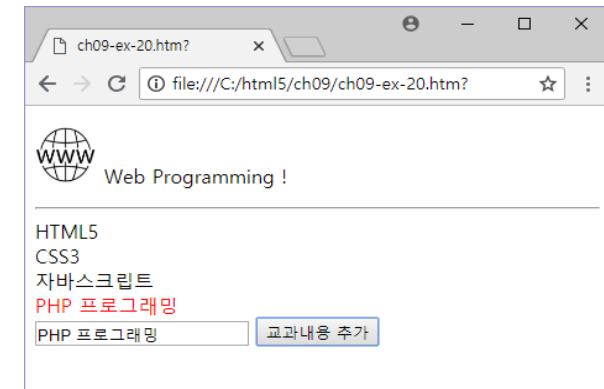 ch09-ex-20.htm?
file:///C:/html5/ch09/ch09-ex-20.htm?
WWW
Web Programming !
HTML5
CSS3
자바스크립트
PHP 프로그래밍
PHP 프로그래밍 교과내용 추가